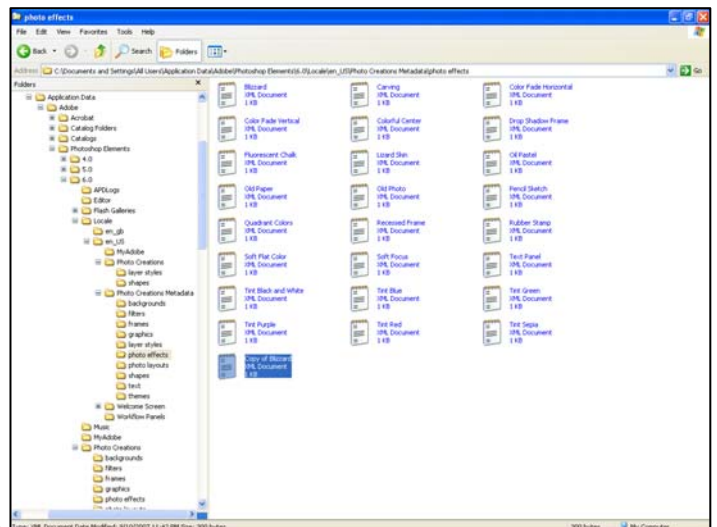 photo effects
File Edit View Favorites Tools Help
Back Search Folders
Address C:\Documents and Settings\All Users\Application Data\Adobe\Photoshop Elements\6.0\Locale\en_US\Photo Creations Metadata\photo effects Go
Folders
Application Data
Adobe
Acrobat
Catalog Folders
Catalogs
Photoshop Elements
4.0
5.0
6.0
APDLogs
Editor
Flash Galleries
Locale
en_gb
en_US
MyAdobe
Photo Creations
layer styles
shapes
Photo Creations Metadata
backgrounds
filters
frames
graphics
layer styles
photo effects
photo layouts
shapes
text
themes
Welcome Screen
Workflow Panels
Music
MyAdobe
Photo Creations
backgrounds
filters
frames
graphics
photo effects
Blizzard
XML Document
1 KB
Carving
XML Document
1 KB
Color Fade Horizontal
XML Document
1 KB
Color Fade Vertical
XML Document
1 KB
Colorful Center
XML Document
1 KB
Drop Shadow Frame
XML Document
1 KB
Fluorescent Chalk
XML Document
1 KB
Lizard Skin
XML Document
1 KB
Oil Pastel
XML Document
1 KB
Old Paper
XML Document
1 KB
Old Photo
XML Document
1 KB
Pencil Sketch
XML Document
1 KB
Quadrant Colors
XML Document
1 KB
Recessed Frame
XML Document
1 KB
Rubber Stamp
XML Document
1 KB
Soft Flat Color
XML Document
1 KB
Soft Focus
XML Document
1 KB
Text Panel
XML Document
1 KB
Tint Black and White
XML Document
1 KB
Tint Blue
XML Document
1 KB
Tint Green
XML Document
1 KB
Tint Purple
XML Document
1 KB
Tint Red
XML Document
1 KB
Tint Sepia
XML Document
1 KB
Copy of Blizzard
XML Document
1 KB
My Computer